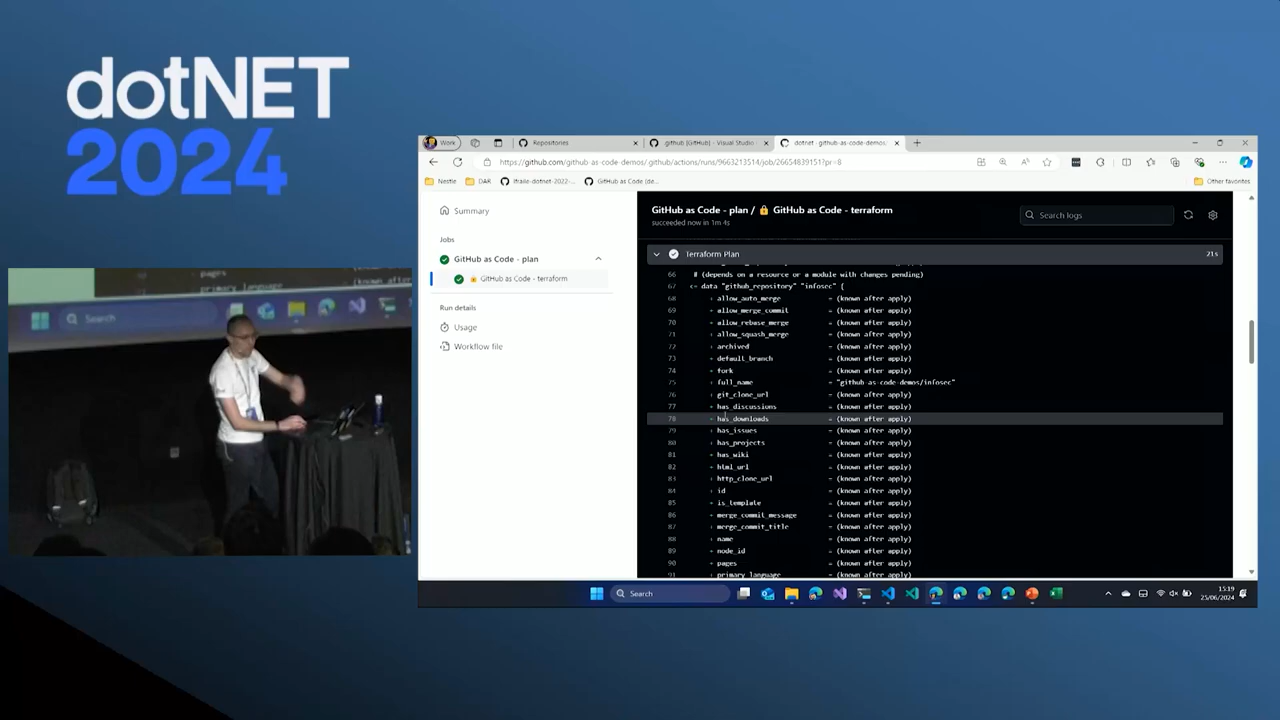 dotNET
2024
Work
Repositories
github [GitHub] - Visual Studio
dotnet · github-as-code-demos/
https://github.com/github-as-code-demos/.github/actions/runs/9663213514/job/26654839151?pr=8
Nestle
DAR
lfraile-dotnet-2022-...
GitHub as Code (de...
Other favorites
Summary
Jobs
GitHub as Code - plan
GitHub as Code - terraform
Run details
Usage
Workflow file
GitHub as Code - plan / GitHub as Code - terraform
succeeded now in 1m 4s
Search logs
Terraform Plan
21s
66 # (depends on a resource or a module with changes pending)
67 <= data "github_repository" "infosec" {
68 + allow_auto_merge = (known after apply)
69 + allow_merge_commit = (known after apply)
70 + allow_rebase_merge = (known after apply)
71 + allow_squash_merge = (known after apply)
72 + archived = (known after apply)
73 + default_branch = (known after apply)
74 + fork = (known after apply)
75 + full_name = "github-as-code-demos/infosec"
76 + git_clone_url = (known after apply)
77 + has_discussions = (known after apply)
78 + has_downloads = (known after apply)
79 + has_issues = (known after apply)
80 + has_projects = (known after apply)
81 + has_wiki = (known after apply)
82 + html_url = (known after apply)
83 + http_clone_url = (known after apply)
84 + id = (known after apply)
85 + is_template = (known after apply)
86 + merge_commit_message = (known after apply)
87 + merge_commit_title = (known after apply)
88 + name = (known after apply)
89 + node_id = (known after apply)
90 + pages = (known after apply)
91 + primary_language = (known after apply)
Search
15:19
25/06/2024
pages
Search